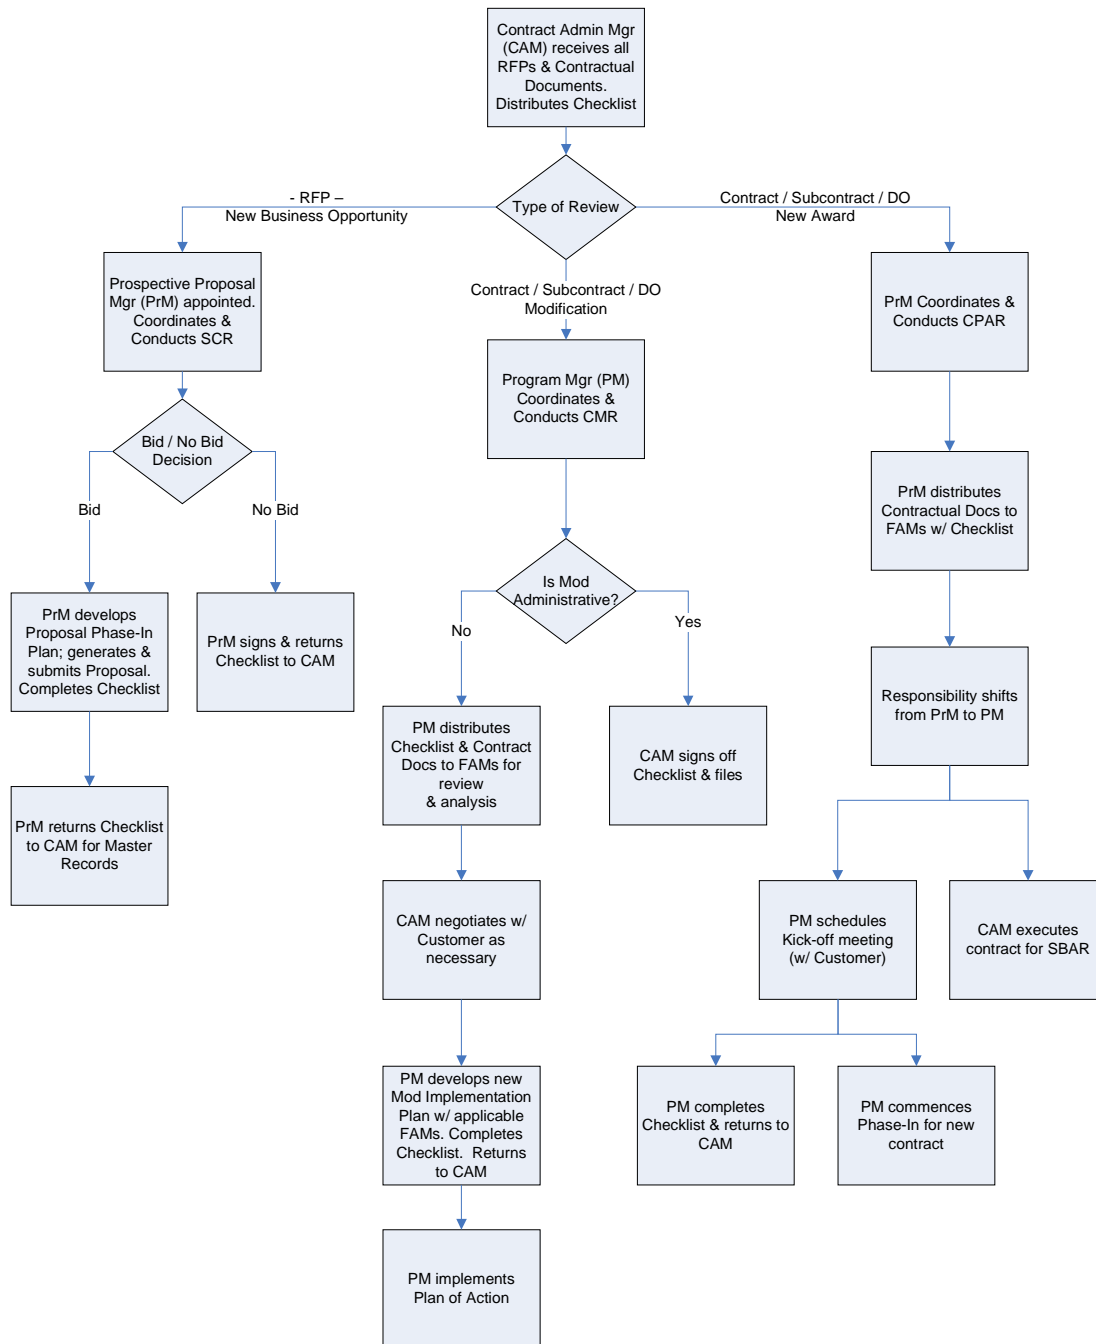 Contract Admin Mgr
(CAM) receives all
RFPs & Contractual
Documents.
Distributes Checklist
Type of Review
- RFP –
New Business Opportunity
Contract / Subcontract / DO
New Award
Contract / Subcontract / DO
Modification
Prospective Proposal
Mgr (PrM) appointed.
Coordinates &
Conducts SCR
PrM Coordinates &
Conducts CPAR
Program Mgr (PM)
Coordinates &
Conducts CMR
Bid / No Bid
Decision
Bid
No Bid
PrM distributes
Contractual Docs to
FAMs w/ Checklist
Is Mod
Administrative?
No
Yes
PrM develops
Proposal Phase-In
Plan; generates &
submits Proposal.
Completes Checklist
PrM signs & returns
Checklist to CAM
Responsibility shifts
from PrM to PM
PM distributes
Checklist & Contract
Docs to FAMs for
review
& analysis
CAM signs off
Checklist & files
PrM returns Checklist
to CAM for Master
Records
CAM negotiates w/
Customer as
necessary
PM schedules
Kick-off meeting
(w/ Customer)
CAM executes
contract for SBAR
PM develops new
Mod Implementation
Plan w/ applicable
FAMs. Completes
Checklist.  Returns
to CAM
PM completes
Checklist & returns to
CAM
PM commences
Phase-In for new
contract
PM implements
Plan of Action